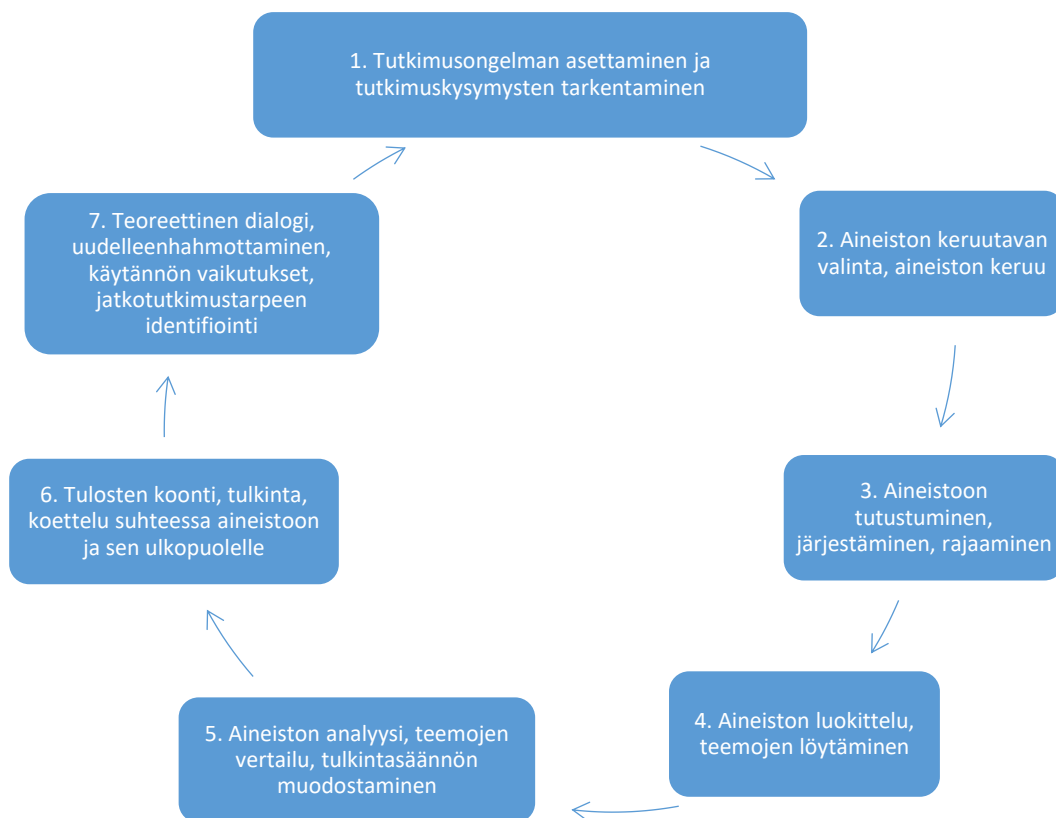 1. Tutkimusongelman asettaminen ja
tutkimuskysymysten tarkentaminen
2. Aineiston keruutavan
valinta, aineiston keruu
3. Aineistoon
tutustuminen,
järjestäminen, rajaaminen
4. Aineiston luokittelu,
teemojen löytäminen
5. Aineiston analyysi, teemojen
vertailu, tulkintasäännön
muodostaminen
6. Tulosten koonti, tulkinta,
koettelu suhteessa aineistoon
ja sen ulkopuolelle
7. Teoreettinen dialogi,
uudelleenhahmottaminen,
käytännön vaikutukset,
jatkotutkimustarpeen
identifiointi